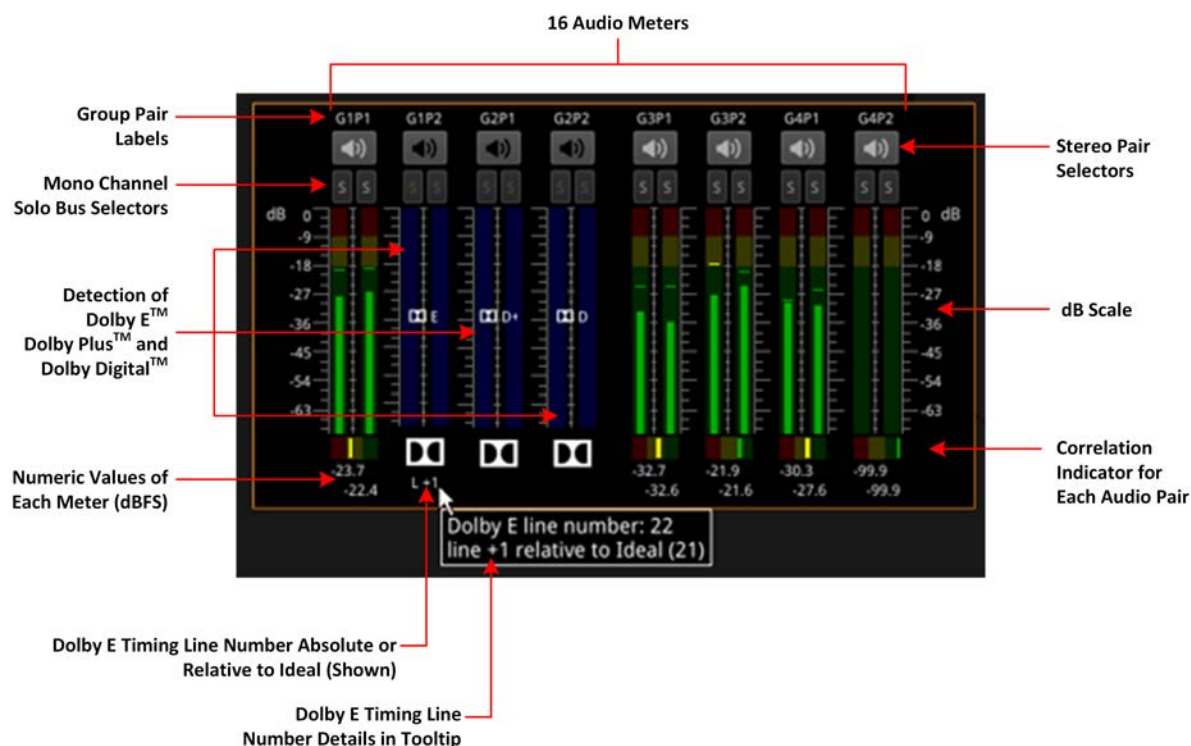 16 Audio Meters
Group Pair
Labels
Mono Channel
Solo Bus Selectors
Detection of
Dolby E™
Dolby Plus™ and
Dolby Digital™
Numeric Values of
Each Meter (dBFS)
Stereo Pair
Selectors
dB Scale
Correlation
Indicator for
Each Audio Pair
G1P1 G1P2 G2P1 G2P2 G3P1 G3P2 G4P1 G4P2
S S S S S S S S S S S S S S S S
dB 0 0 dB
-9 -9
-18 -18
-27 -27
E D+ D
-36 -36
-45 -45
-54 -54
-63 -63
-23.7 -32.7 -21.9 -30.3 -99.9
-22.4 -32.6 -21.6 -27.6 -99.9
L +1
Dolby E line number: 22
line +1 relative to Ideal (21)
Dolby E Timing Line Number Absolute or
Relative to Ideal (Shown)
Dolby E Timing Line
Number Details in Tooltip